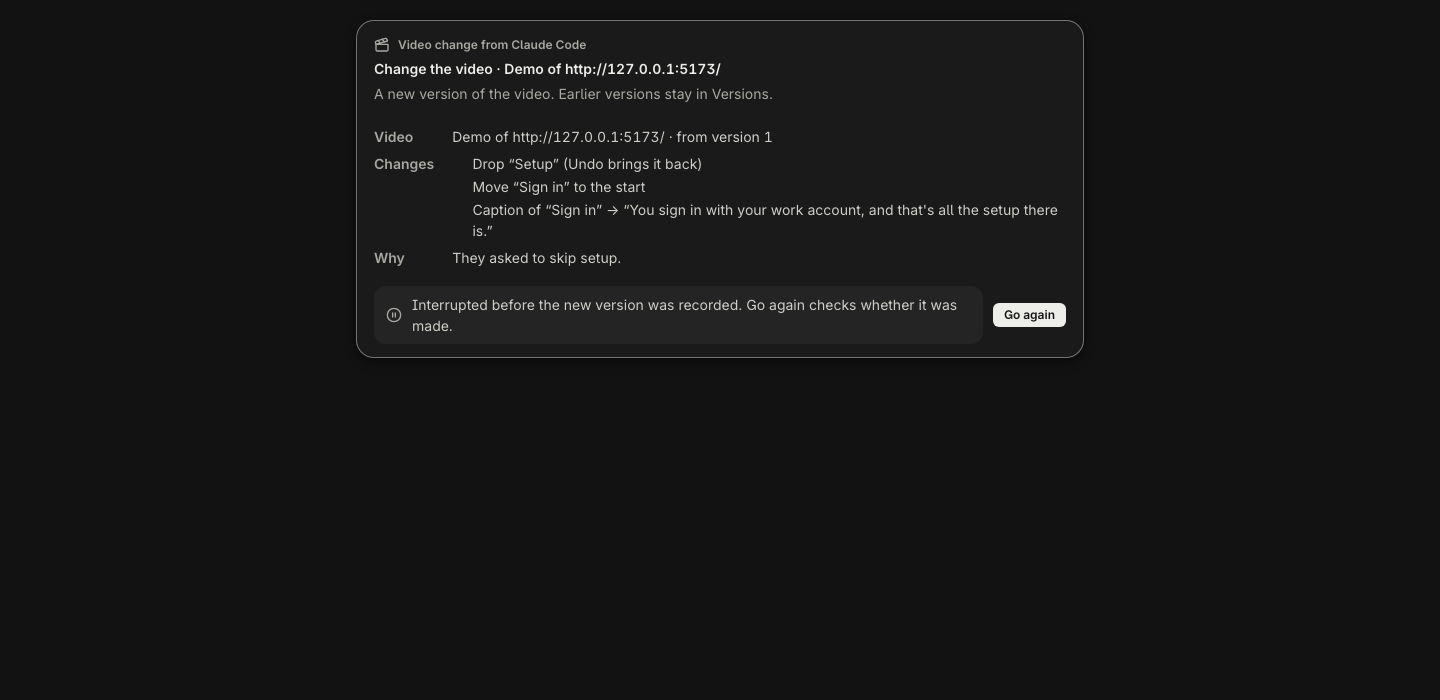 Video change from Claude Code
Change the video · Demo of http://127.0.0.1:5173/
A new version of the video. Earlier versions stay in Versions.
Video Demo of http://127.0.0.1:5173/ · from version 1
Changes Drop “Setup” (Undo brings it back)
Move “Sign in” to the start
Caption of “Sign in” → “You sign in with your work account, and that's all the setup there
is.”
Why They asked to skip setup.
Interrupted before the new version was recorded. Go again checks whether it was
made.
Go again